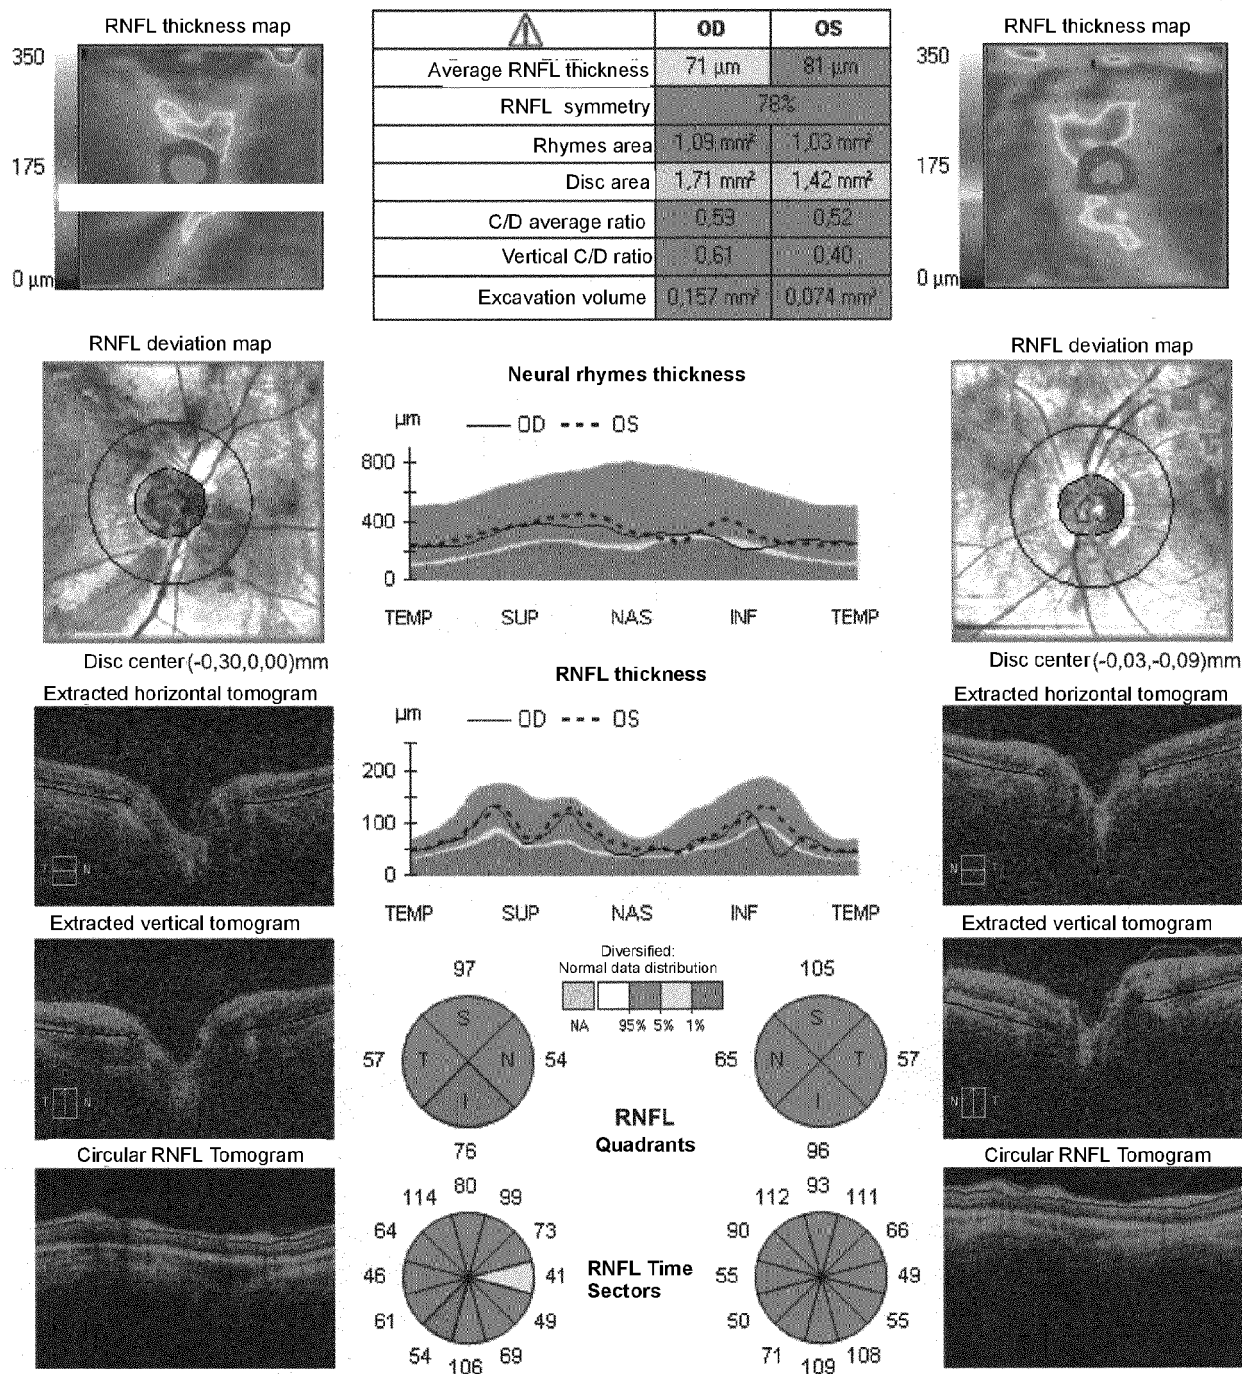 RNFL thickness map
350
175
0 µm
OD OS
Average RNFL thickness 71 µm 81 µm
RNFL symmetry 78%
Rhymes area 1,09 mm² 1,03 mm²
Disc area 1,71 mm² 1,42 mm²
C/D average ratio 0,59 0,52
Vertical C/D ratio 0,61 0,40
Excavation volume 0,157 mm³ 0,074 mm³
RNFL thickness map
350
175
0 µm
RNFL deviation map
Disc center(-0,30,0,00)mm
Neural rhymes thickness
µm OD OS
800
400
0
TEMP SUP NAS INF TEMP
RNFL deviation map
Disc center(-0,03,-0,09)mm
Extracted horizontal tomogram
T N
RNFL thickness
µm OD OS
200
100
0
TEMP SUP NAS INF TEMP
Extracted horizontal tomogram
N T
Extracted vertical tomogram
T N
Diversified:
Normal data distribution
NA 95% 5% 1%
97
57 S T N I 54
76
105
65 S N T I 57
96
RNFL
Quadrants
Extracted vertical tomogram
N T
Circular RNFL Tomogram
114 80 99
64 73
46 41
61 49
54 106 69
RNFL Time
Sectors
112 93 111
90 66
55 49
50 55
71 109 108
Circular RNFL Tomogram